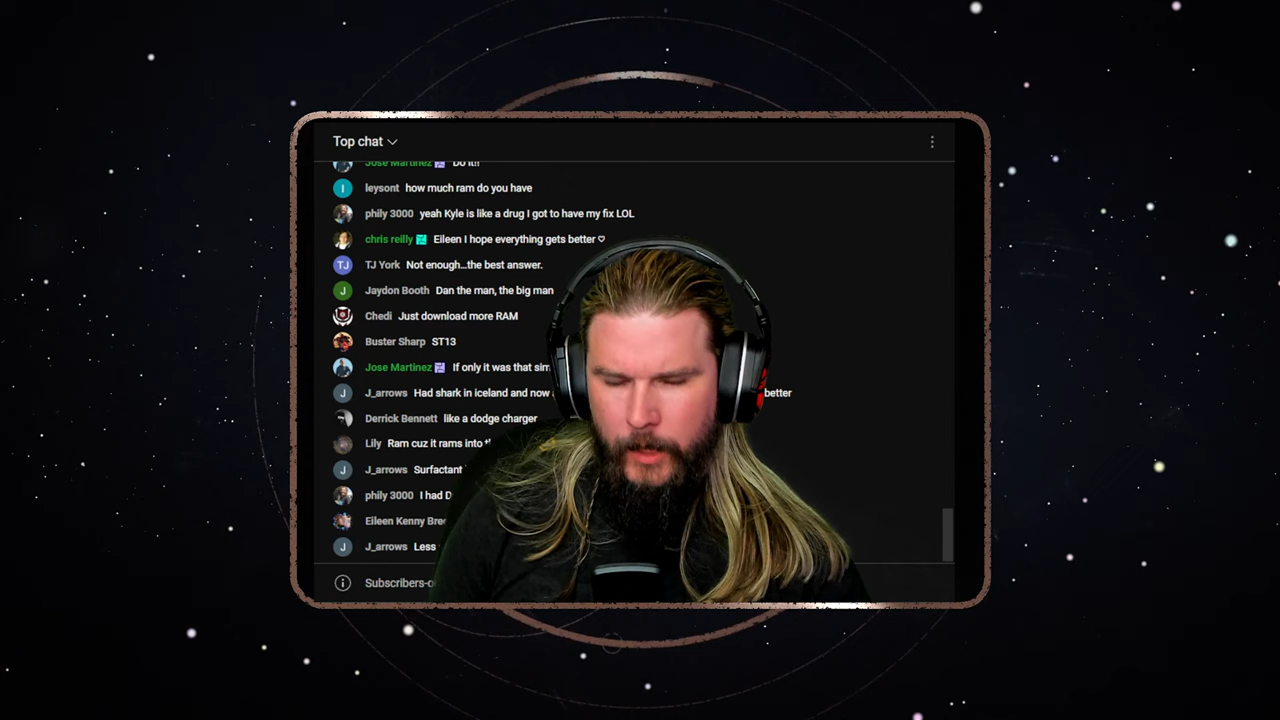 Top chat
Jose Martinez Do it!!
I leysont how much ram do you have
phily 3000 yeah Kyle is like a drug I got to have my fix LOL
chris reilly Eileen I hope everything gets better ♡
TJ TJ York Not enough...the best answer.
J Jaydon Booth Dan the man, the big man
Chedi Just download more RAM
Buster Sharp ST13
Jose Martinez If only it was that
J J_arrows Had shark in iceland and now better
Derrick Bennett like a dodge charger
Lily Ram cuz it rams into
J J_arrows Surfactant
phily 3000 I had
Eileen Kenny
J J_arrows Less